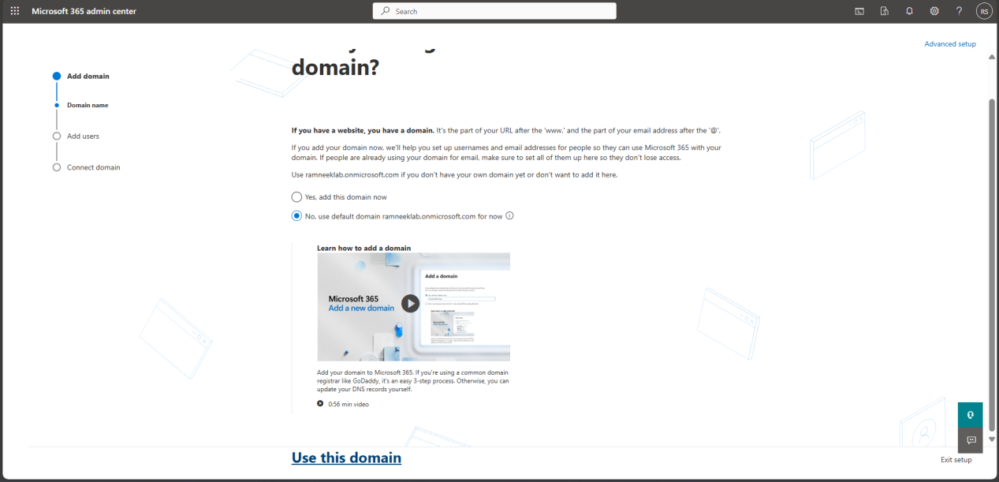 Microsoft 365 admin center
Search
RS
Advanced setup
domain?
Add domain
Domain name
Add users
Connect domain
If you have a website, you have a domain. It's the part of your URL after the 'www.' and the part of your email address after the '@'.
If you add your domain now, we'll help you set up usernames and email addresses for people so they can use Microsoft 365 with your
domain. If people are already using your domain for email, make sure to set all of them up here so they don't lose access.
Use ramneeklab.onmicrosoft.com if you don't have your own domain yet or don't want to add it here.
Yes, add this domain now
No, use default domain ramneeklab.onmicrosoft.com for now
Learn how to add a domain
Microsoft 365
Add a new domain
Add a domain
Add your domain to Microsoft 365. If you're using a common domain
registrar like GoDaddy, it's an easy 3-step process. Otherwise, you can
update your DNS records yourself.
0:56 min video
Use this domain
Exit setup